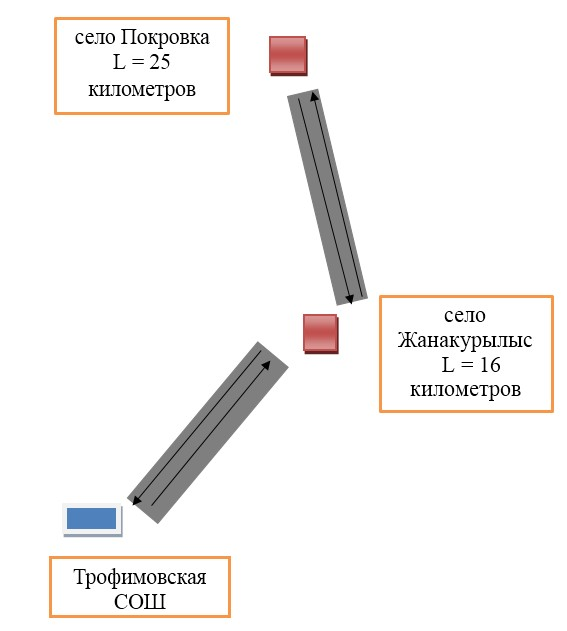 село Покровка
L = 25
километров
село
Жанакурылыс
L = 16
километров
Трофимовская
СОШ